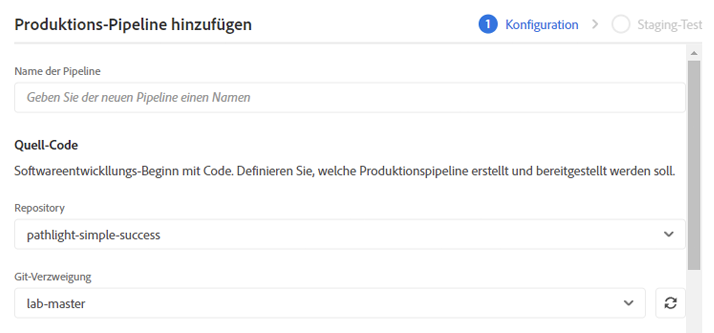 Produktions-Pipeline hinzufügen
1 Konfiguration
Staging-Test
Name der Pipeline
Geben Sie der neuen Pipeline einen Namen
Quell-Code
Softwareentwickllungs-Beginn mit Code. Definieren Sie, welche Produktionspipeline erstellt und bereitgestellt werden soll.
Repository
pathlight-simple-success
Git-Verzweigung
lab-master